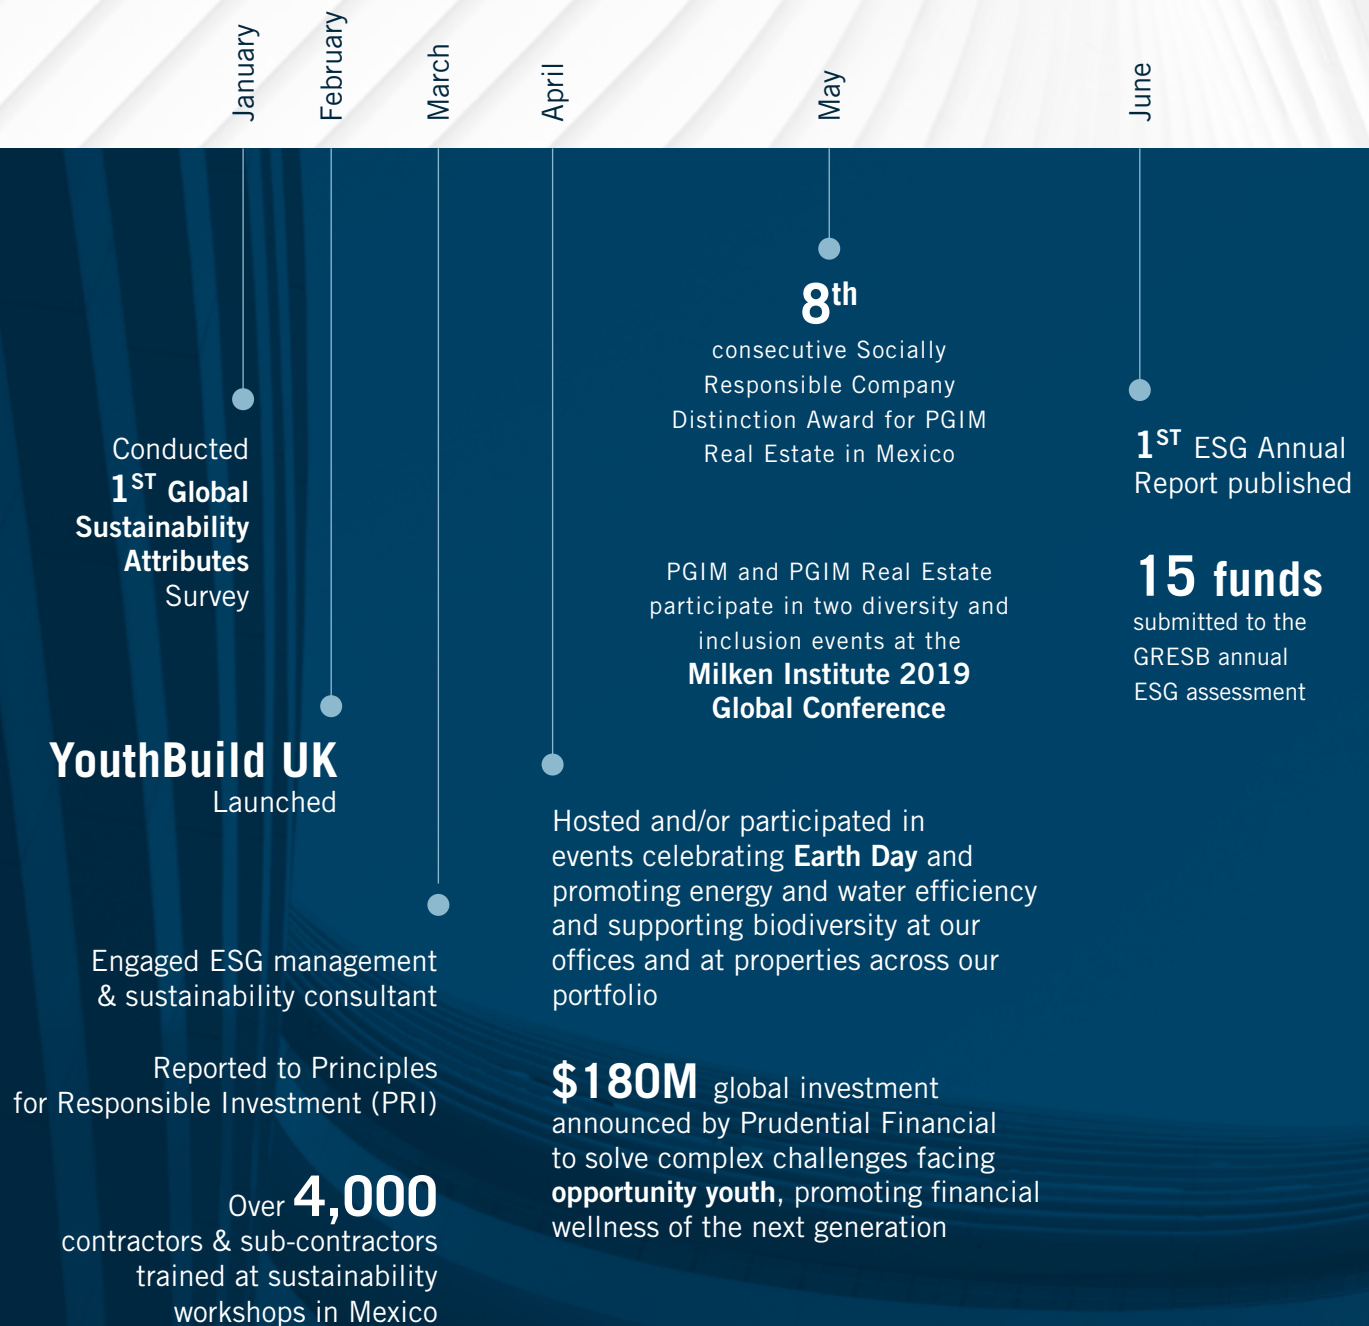 January
February
March
April
May
June
Conducted
1ST Global
Sustainability
Attributes
Survey
YouthBuild UK
Launched
Engaged ESG management
& sustainability consultant
Reported to Principles
for Responsible Investment (PRI)
Over 4,000
contractors & sub-contractors
trained at sustainability
workshops in Mexico
Hosted and/or participated in
events celebrating Earth Day and
promoting energy and water efficiency
and supporting biodiversity at our
offices and at properties across our
portfolio
$180M global investment
announced by Prudential Financial
to solve complex challenges facing
opportunity youth, promoting financial
wellness of the next generation
8th
consecutive Socially
Responsible Company
Distinction Award for PGIM
Real Estate in Mexico
PGIM and PGIM Real Estate
participate in two diversity and
inclusion events at the
Milken Institute 2019
Global Conference
1ST ESG Annual
Report published
15 funds
submitted to the
GRESB annual
ESG assessment